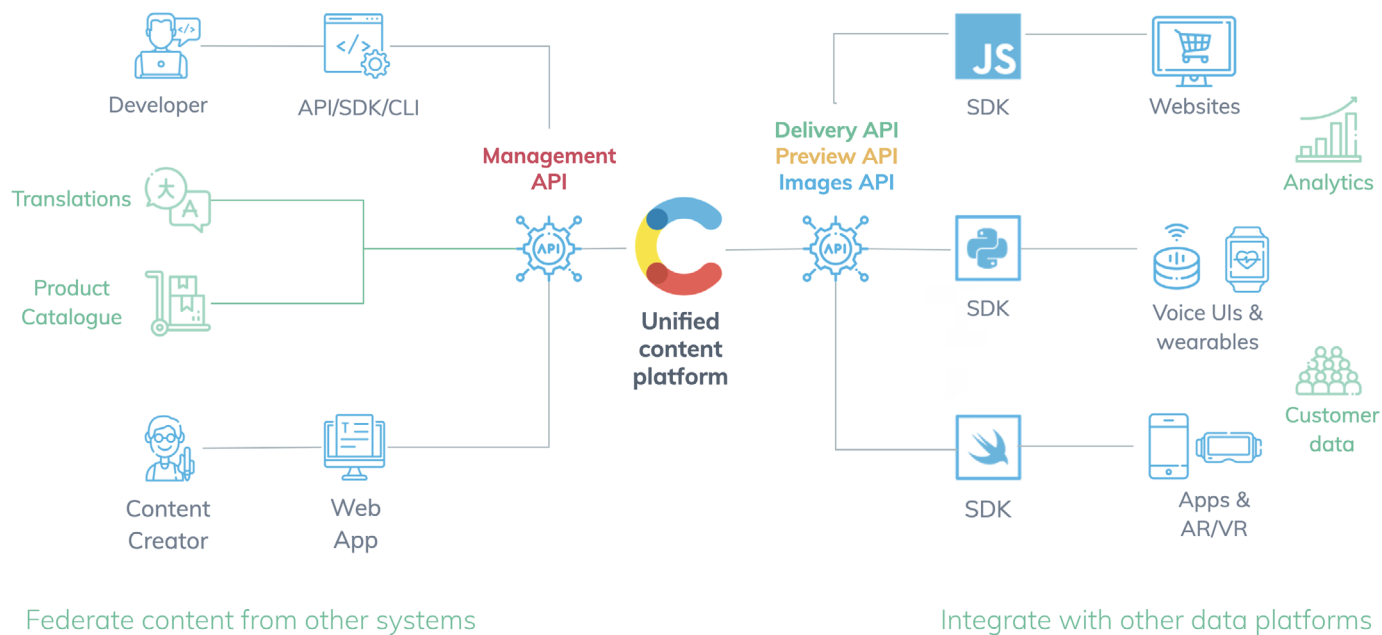 Developer
API/SDK/CLI
Translations
Product
Catalogue
Content
Creator
Web
App
Management
API
API
Unified
content
platform
Delivery API
Preview API
Images API
API
JS
SDK
Websites
SDK
Voice UIs &
wearables
SDK
Apps &
AR/VR
Analytics
Customer
data
Federate content from other systems
Integrate with other data platforms